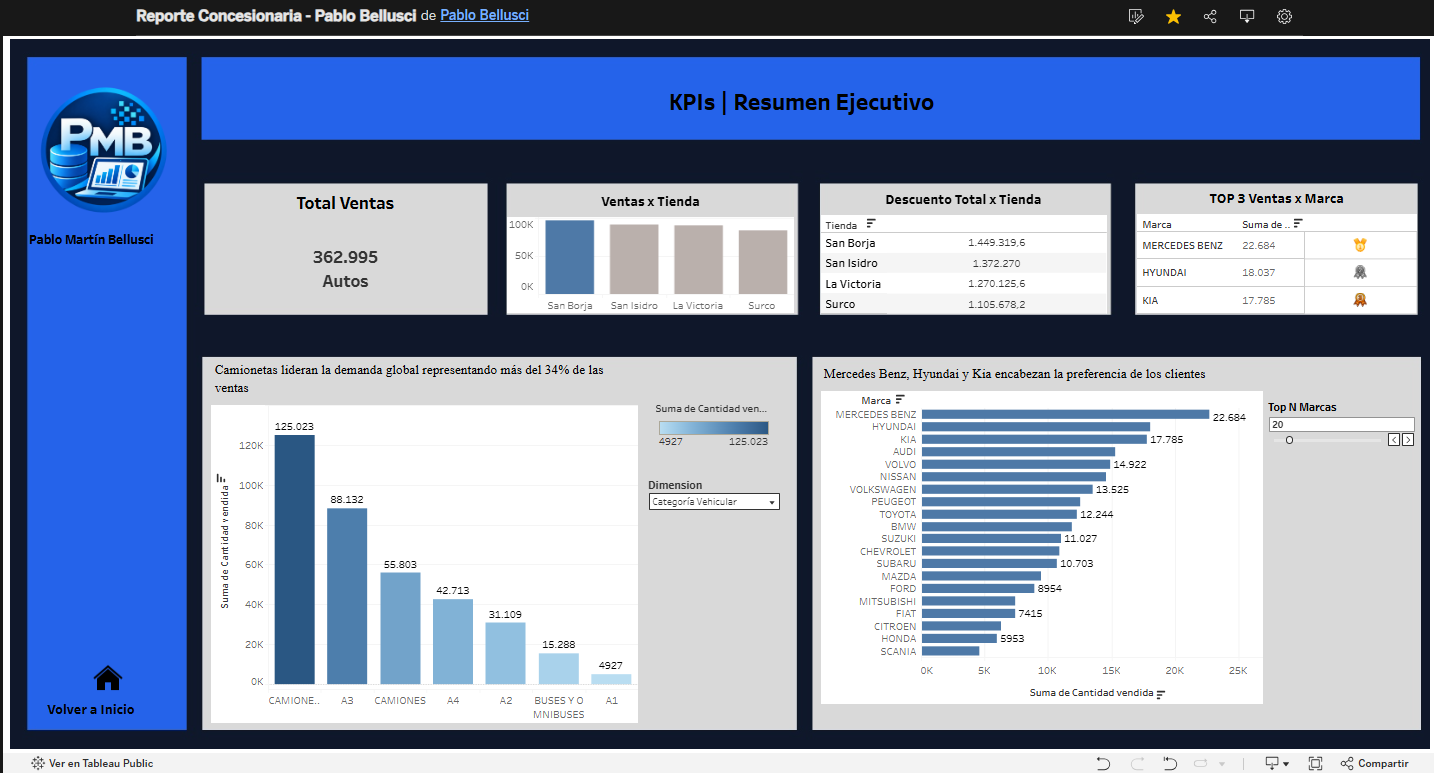 Reporte Concesionaria - Pablo Bellusci de Pablo Bellusci
PMB
Pablo Martín Bellusci
Volver a Inicio
KPIs | Resumen Ejecutivo
Total Ventas
362.995
Autos
Ventas x Tienda
100K
50K
0K
San Borja San Isidro La Victoria Surco
Descuento Total x Tienda
Tienda
San Borja 1.449.319,6
San Isidro 1.372.270
La Victoria 1.270.125,6
Surco 1.105.678,2
TOP 3 Ventas x Marca
Marca Suma de ..
MERCEDES BENZ 22.684
HYUNDAI 18.037
KIA 17.785
Camionetas lideran la demanda global representando más del 34% de las
ventas
Suma de Cantidad vendida
120K
100K
80K
60K
40K
20K
0K
125.023
88.132
55.803
42.713
31.109
15.288
4927
CAMIONE.. A3 CAMIONES A4 A2 BUSES Y O A1
MNIBUSES
Suma de Cantidad ven...
4927 125.023
Dimension
Categoría Vehicular
Mercedes Benz, Hyundai y Kia encabezan la preferencia de los clientes
Marca
MERCEDES BENZ 22.684
HYUNDAI
KIA 17.785
AUDI
VOLVO 14.922
NISSAN
VOLKSWAGEN 13.525
PEUGEOT
TOYOTA 12.244
BMW
SUZUKI 11.027
CHEVROLET
SUBARU 10.703
MAZDA
FORD 8954
MITSUBISHI
FIAT 7415
CITROEN
HONDA 5953
SCANIA
0K 5K 10K 15K 20K 25K
Suma de Cantidad vendida
Top N Marcas
20
Ver en Tableau Public
Compartir